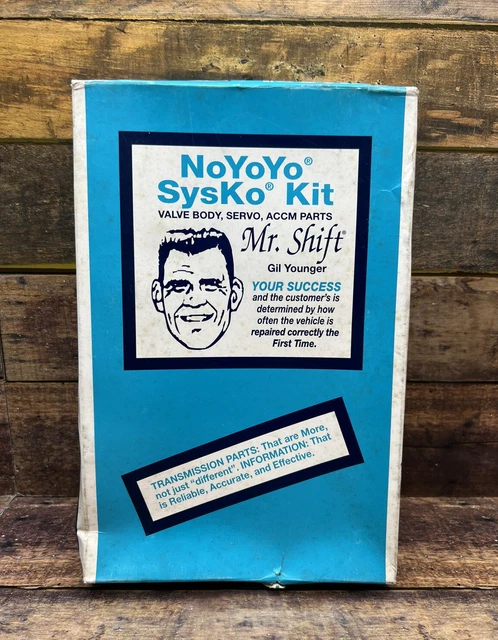 NoYoYo®
SysKo® Kit
VALVE BODY, SERVO, ACCM PARTS
Mr. Shift®
Gil Younger
YOUR SUCCESS
and the customer's is
determined by how
often the vehicle is
repaired correctly the
First Time.
TRANSMISSION PARTS: That are More,
not just "different". INFORMATION: That
is Reliable, Accurate, and Effective.